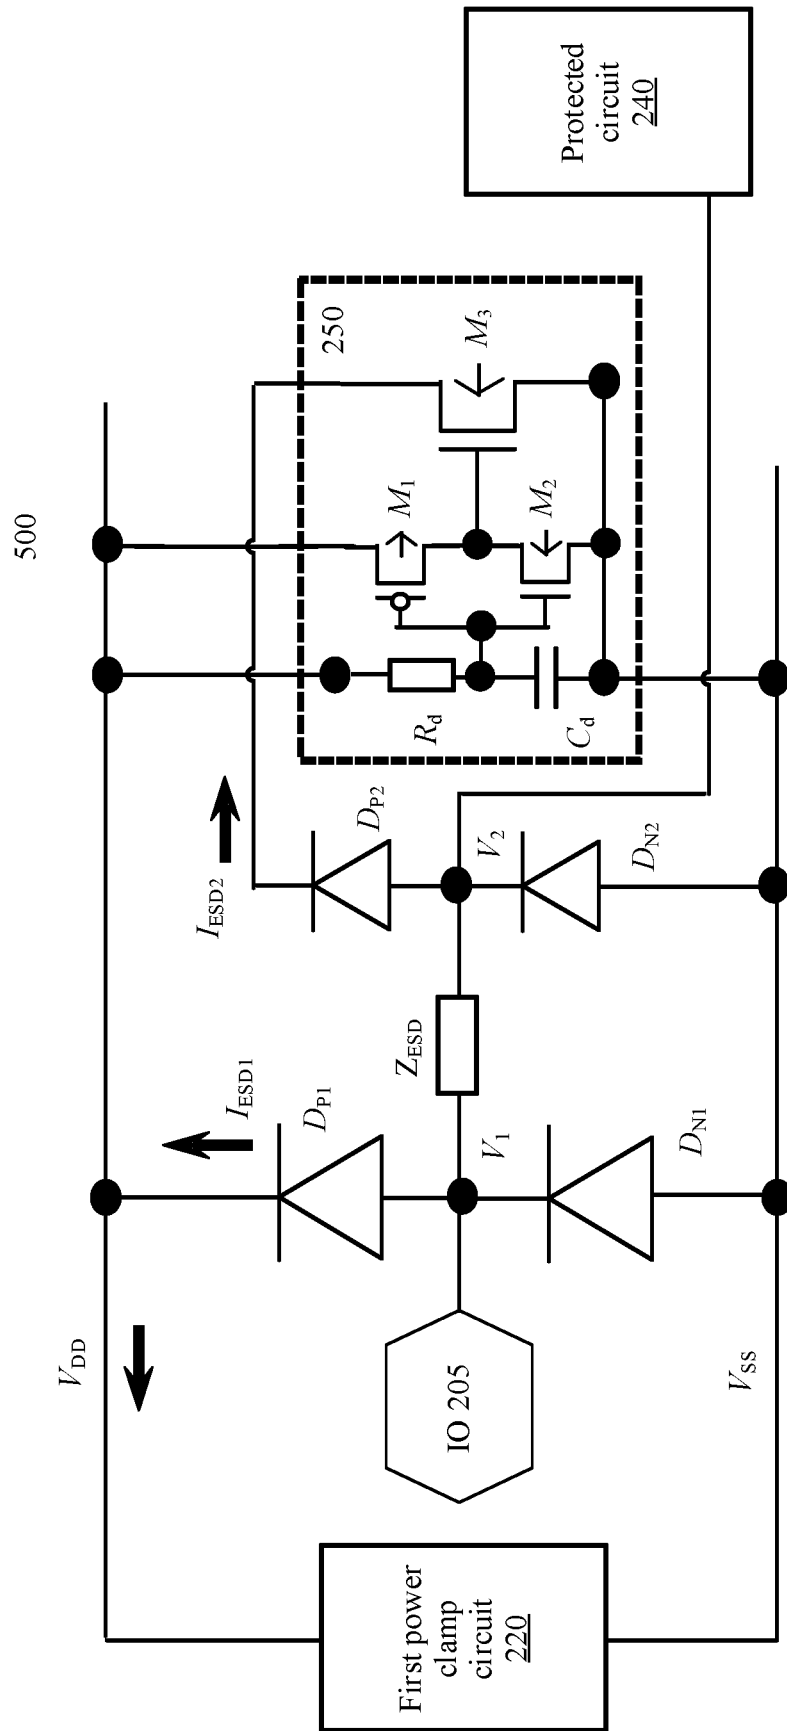 500
V_DD
I_ESD1
I_ESD2
250
D_P1
D_P2
R_d
C_d
M_1
M_2
M_3
First power
clamp
circuit
220
IO 205
V_1
Z_ESD
V_2
Protected
circuit
240
D_N1
D_N2
V_SS